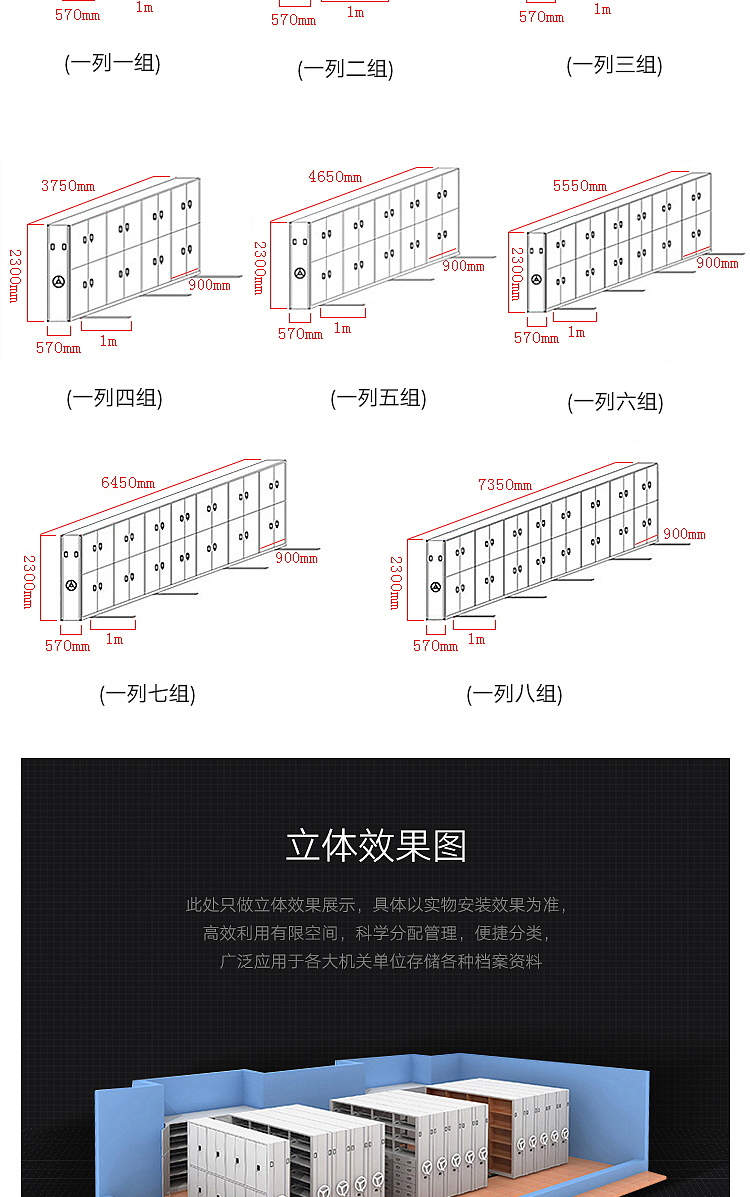 570mm
1m
570mm
1m
570mm
1m
(一列一组)
(一列二组)
(一列三组)
3750mm
2300mm
900mm
570mm
1m
4650mm
2300mm
900mm
570mm
1m
5550mm
2300mm
900mm
570mm
1m
(一列四组)
(一列五组)
(一列六组)
6450mm
2300mm
900mm
570mm
1m
7350mm
2300mm
900mm
570mm
1m
(一列七组)
(一列八组)
立体效果图
此处只做立体效果展示，具体以实物安装效果为准，
高效利用有限空间，科学分配管理，便捷分类，
广泛应用于各大机关单位存储各种档案资料